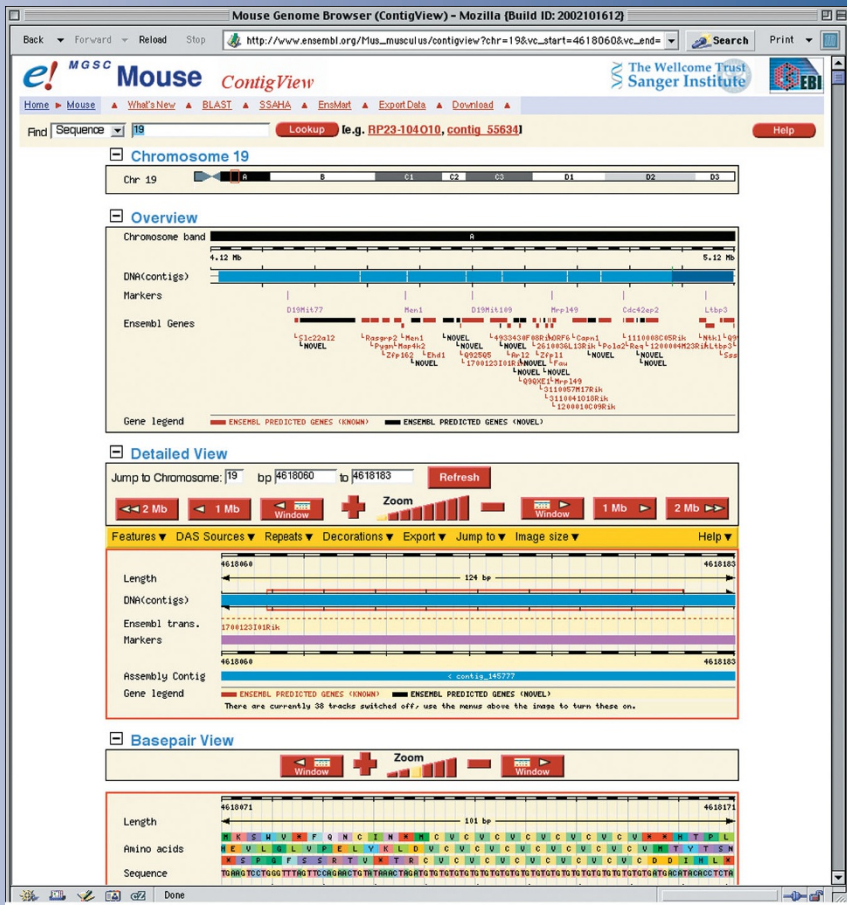 Mouse Genome Browser (ContigView) - Mozilla {Build ID: 2002101612}
Back Forward Reload Stop http://www.ensembl.org/Mus_musculus/contigview?chr=19&vc_start=4618060&vc_end= Search Print
e! MGSC Mouse ContigView The Wellcome Trust Sanger Institute EBI
Home Mouse What's New BLAST SSAHA EnsMart Export Data Download
Find Sequence 19 Lookup [e.g. RP23-104O10, contig_55634] Help
Chromosome 19
Chr 19 A B C1 C2 C3 D1 D2 D3
Overview
Chromosome band A
4.12 Mb 5.12 Mb
DNA(contigs)
Markers
D19Mit77 Men1 D19Mit109 Mrpl49 Cdc42ep2 Ltbp3
Ensembl Genes
Slc22al2 Rasgrp2 Men1 NOVEL 4933430F08Rik ORF6 Capn1 1110008C05Rik Ntkl
NOVEL Pygm Map4k2 NOVEL NOVEL 2610036L13Rik Pola2 Req 1200004M23Rik Ltbp3
Zfp162 Ehd1 Q925Q5 Arl2 Zfpl1 NOVEL NOVEL
1700123I01Rik NOVEL Fau
NOVEL NOVEL
Q9QXE1 Mrpl49
3110057M17Rik
3110041O18Rik
1200010C09Rik
Gene legend ENSEMBL PREDICTED GENES (KNOWN) ENSEMBL PREDICTED GENES (NOVEL)
Detailed View
Jump to Chromosome: 19 bp 4618060 to 4618183 Refresh
2 Mb 1 Mb Window Zoom Window 1 Mb 2 Mb
Features DAS Sources Repeats Decorations Export Jump to Image size Help
4618060 4618183
Length 124 bp
DNA(contigs)
Ensembl trans.
1700123I01Rik
Markers
4618060 4618183
Assembly Contig < contig_145777
Gene legend ENSEMBL PREDICTED GENES (KNOWN) ENSEMBL PREDICTED GENES (NOVEL)
There are currently 38 tracks switched off, use the menus above the image to turn these on.
Basepair View
Window Zoom Window
4618071 4618171
Length 101 bp
Amino acids
Sequence
Done